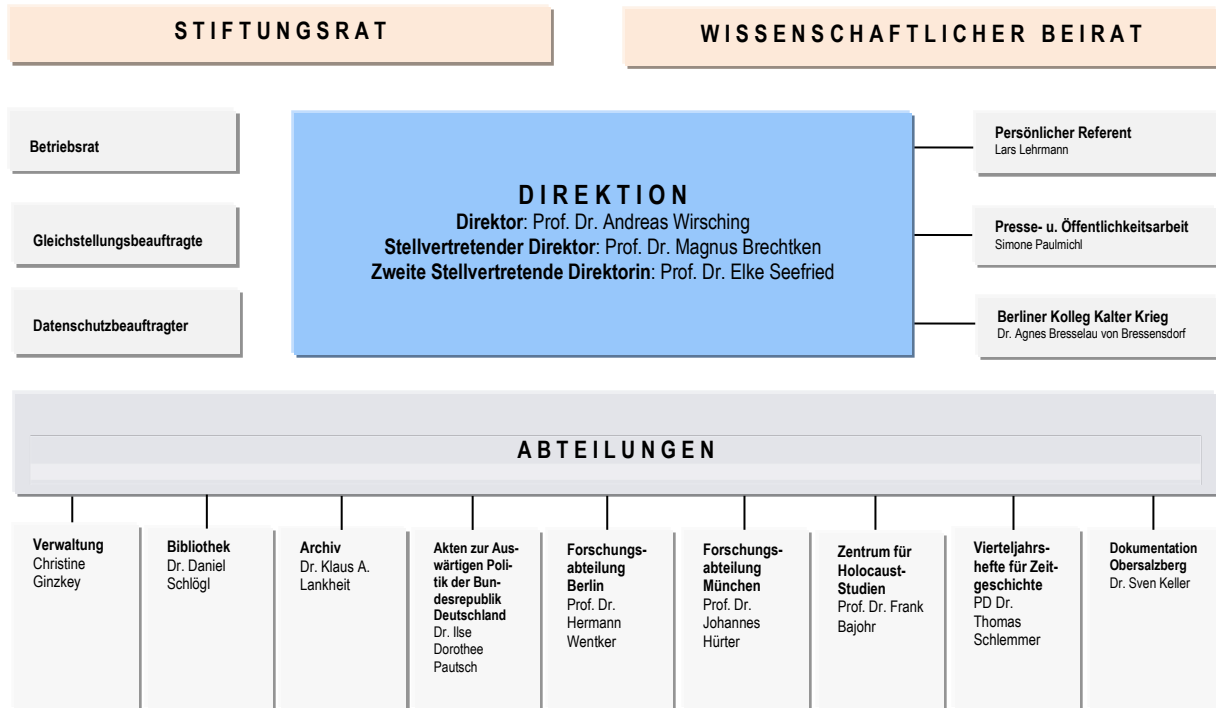 STIFTUNGSRAT
WISSENSCHAFTLICHER BEIRAT
Betriebsrat
Gleichstellungsbeauftragte
Datenschutzbeauftragter
DIREKTION
Direktor: Prof. Dr. Andreas Wirsching
Stellvertretender Direktor: Prof. Dr. Magnus Brechtken
Zweite Stellvertretende Direktorin: Prof. Dr. Elke Seefried
Persönlicher Referent
Lars Lehrmann
Presse- u. Öffentlichkeitsarbeit
Simone Paulmichl
Berliner Kolleg Kalter Krieg
Dr. Agnes Bresselau von Bressensdorf
ABTEILUNGEN
Verwaltung
Christine
Ginzkey
Bibliothek
Dr. Daniel
Schlögl
Archiv
Dr. Klaus A.
Lankheit
Akten zur Aus-
wärtigen Poli-
tik der Bun-
desrepublik
Deutschland
Dr. Ilse
Dorothee
Pautsch
Forschungs-
abteilung
Berlin
Prof. Dr.
Hermann
Wentker
Forschungs-
abteilung
München
Prof. Dr.
Johannes
Hürter
Zentrum für
Holocaust-
Studien
Prof. Dr. Frank
Bajohr
Vierteljahrs-
hefte für Zeit-
geschichte
PD Dr.
Thomas
Schlemmer
Dokumentation
Obersalzberg
Dr. Sven Keller